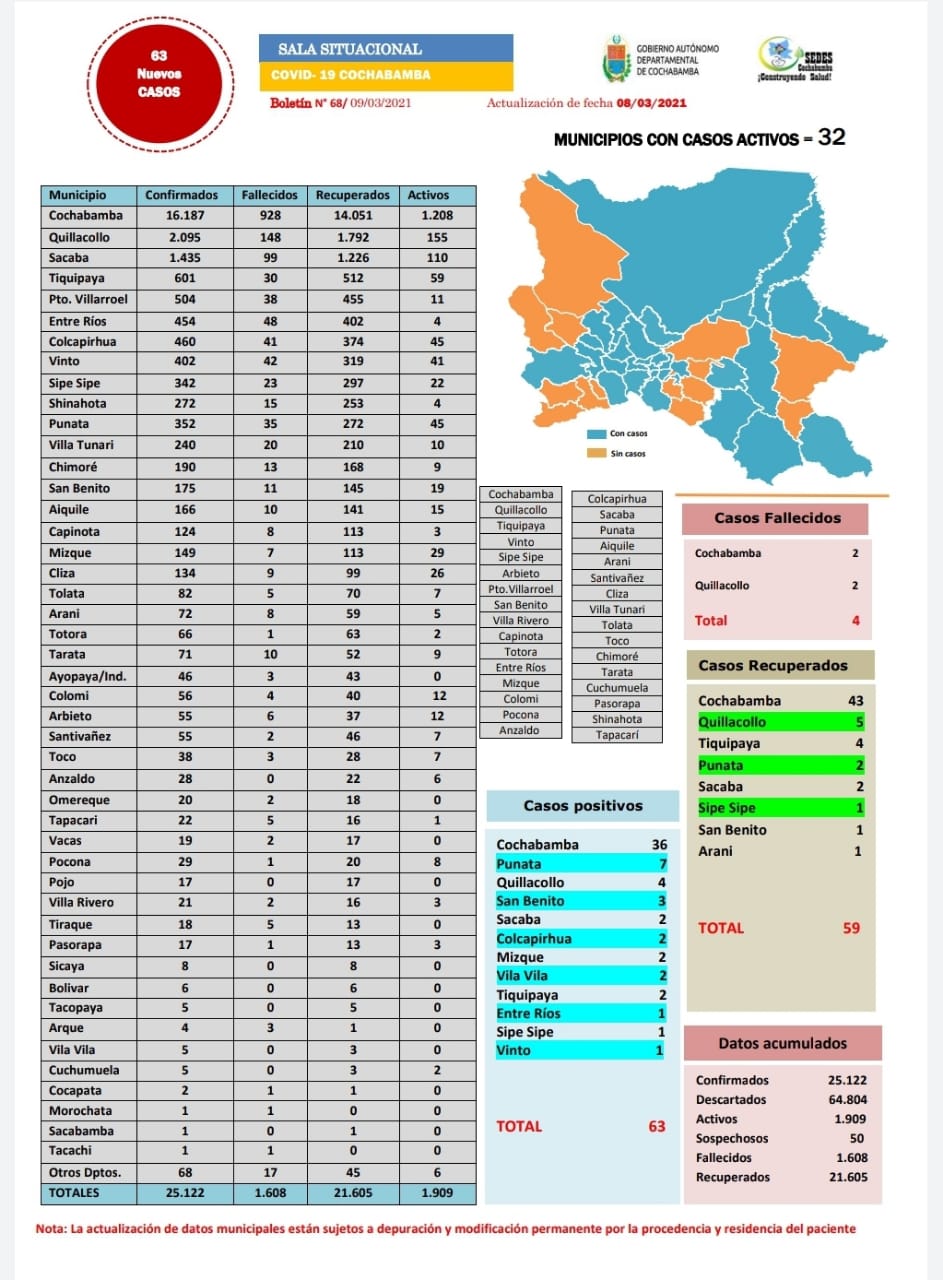 63
Nuevos
CASOS
SALA SITUACIONAL
COVID- 19 COCHABAMBA
Boletín N° 68/ 09/03/2021
GOBIERNO AUTÓNOMO
DEPARTAMENTAL
DE COCHABAMBA
SEDES
Cochabamba
¡Construyendo Salud!
Actualización de fecha 08/03/2021
MUNICIPIOS CON CASOS ACTIVOS = 32
Municipio Confirmados Fallecidos Recuperados Activos
Cochabamba 16.187 928 14.051 1.208
Quillacollo 2.095 148 1.792 155
Sacaba 1.435 99 1.226 110
Tiquipaya 601 30 512 59
Pto. Villarroel 504 38 455 11
Entre Ríos 454 48 402 4
Colcapirhua 460 41 374 45
Vinto 402 42 319 41
Sipe Sipe 342 23 297 22
Shinahota 272 15 253 4
Punata 352 35 272 45
Villa Tunari 240 20 210 10
Chimoré 190 13 168 9
San Benito 175 11 145 19
Aiquile 166 10 141 15
Capinota 124 8 113 3
Mizque 149 7 113 29
Cliza 134 9 99 26
Tolata 82 5 70 7
Arani 72 8 59 5
Totora 66 1 63 2
Tarata 71 10 52 9
Ayopaya/Ind. 46 3 43 0
Colomi 56 4 40 12
Arbieto 55 6 37 12
Santivañez 55 2 46 7
Toco 38 3 28 7
Anzaldo 28 0 22 6
Omereque 20 2 18 0
Tapacari 22 5 16 1
Vacas 19 2 17 0
Pocona 29 1 20 8
Pojo 17 0 17 0
Villa Rivero 21 2 16 3
Tiraque 18 5 13 0
Pasorapa 17 1 13 3
Sicaya 8 0 8 0
Bolivar 6 0 6 0
Tacopaya 5 0 5 0
Arque 4 3 1 0
Vila Vila 5 0 3 0
Cuchumuela 5 0 3 2
Cocapata 2 1 1 0
Morochata 1 1 0 0
Sacabamba 1 0 1 0
Tacachi 1 1 0 0
Otros Dptos. 68 17 45 6
TOTALES 25.122 1.608 21.605 1.909
Con casos
Sin casos
Cochabamba
Quillacollo
Tiquipaya
Vinto
Sipe Sipe
Arbieto
Pto.Villarroel
San Benito
Villa Rivero
Capinota
Totora
Entre Ríos
Mizque
Colomi
Pocona
Anzaldo
Colcapirhua
Sacaba
Punata
Aiquile
Arani
Santivañez
Cliza
Villa Tunari
Tolata
Toco
Chimoré
Tarata
Cuchumuela
Pasorapa
Shinahota
Tapacarí
Casos Fallecidos
Cochabamba 2
Quillacollo 2
Total 4
Casos Recuperados
Cochabamba 43
Quillacollo 5
Tiquipaya 4
Punata 2
Sacaba 2
Sipe Sipe 1
San Benito 1
Arani 1
TOTAL 59
Casos positivos
Cochabamba 36
Punata 7
Quillacollo 4
San Benito 3
Sacaba 2
Colcapirhua 2
Mizque 2
Vila Vila 2
Tiquipaya 2
Entre Ríos 1
Sipe Sipe 1
Vinto 1
TOTAL 63
Datos acumulados
Confirmados 25.122
Descartados 64.804
Activos 1.909
Sospechosos 50
Fallecidos 1.608
Recuperados 21.605
Nota: La actualización de datos municipales están sujetos a depuración y modificación permanente por la procedencia y residencia del paciente